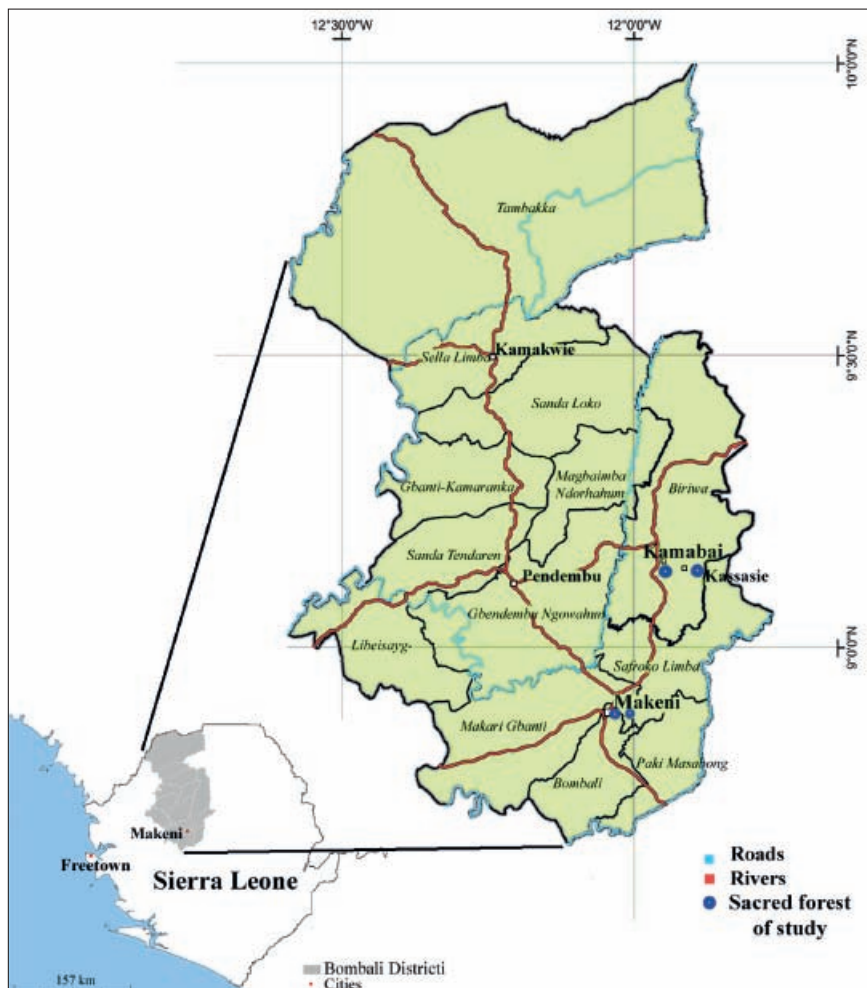 12°30'0"W
12°0'0"W
10°0'0"N
Tambakka
Kamakwie
Sella Limba
9°30'0"N
Sanda Loko
Gbanti-Kamaranka
Magbaimba
Ndorhahum
Biriwa
Sanda Tendaren
Kamabai
Pendembu
Kassasie
Gbendembu Ngowahun
Libeisayg-
9°0'0"N
Safroko Limba
Makeni
Makari Gbanti
Paki Masabong
Bombali
Makeni
Freetown
Sierra Leone
Roads
Rivers
Sacred forest
of study
Bombali Districti
Cities
157 km